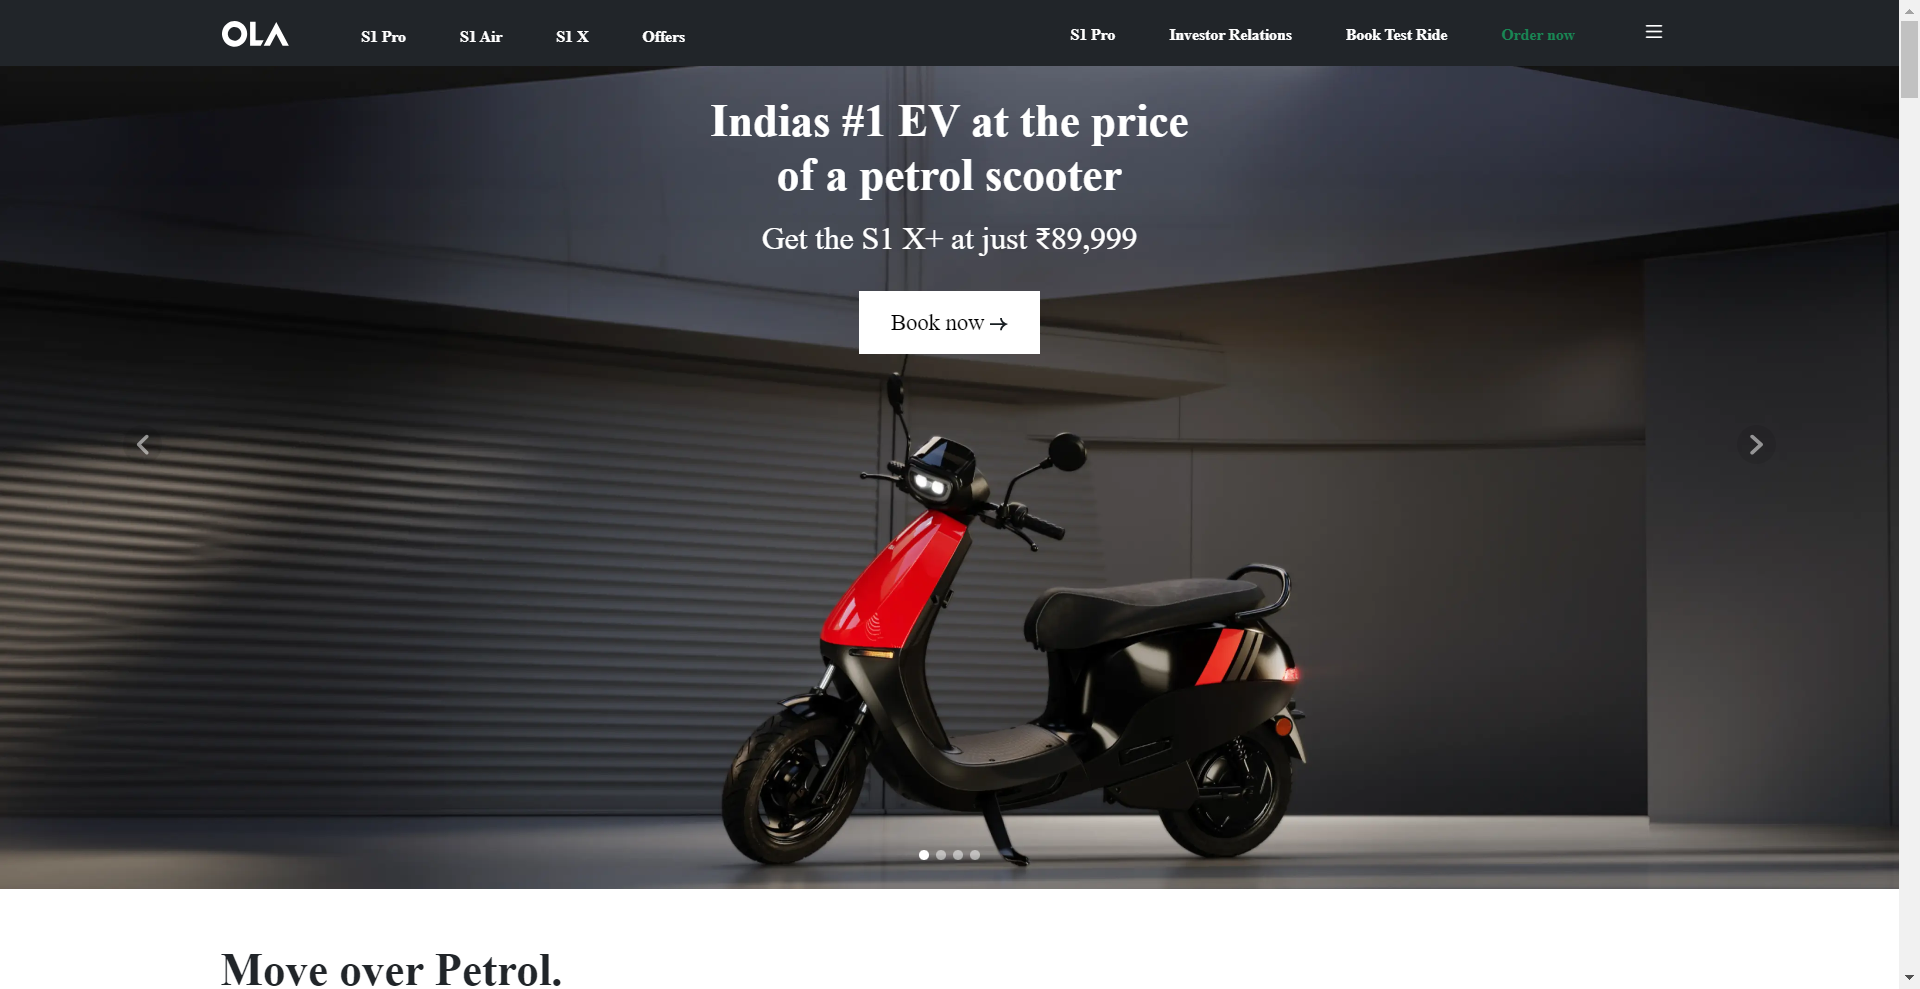 OLA S1 Pro S1 Air S1 X Offers S1 Pro Investor Relations Book Test Ride Order now
Indias #1 EV at the price
of a petrol scooter
Get the S1 X+ at just ₹89,999
Book now →
Move over Petrol.